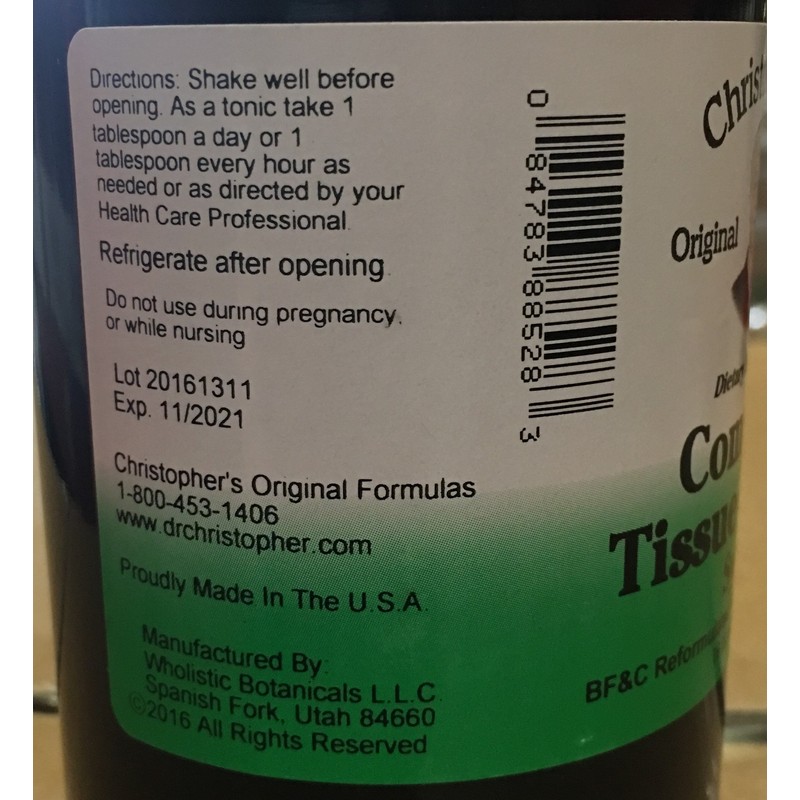 Directions: Shake well before
opening. As a tonic take 1
tablespoon a day or 1
tablespoon every hour as
needed or as directed by your
Health Care Professional.
Refrigerate after opening.
Do not use during pregnancy,
or while nursing
Lot 20161311
Exp. 11/2021
Christopher's Original Formulas
1-800-453-1406
www.drchristopher.com
Proudly Made In The U.S.A.
Manufactured By:
Wholistic Botanicals L.L.C.
Spanish Fork, Utah 84660
©2016 All Rights Reserved
0 84783 88528 3
Original
Tissue
BF&C